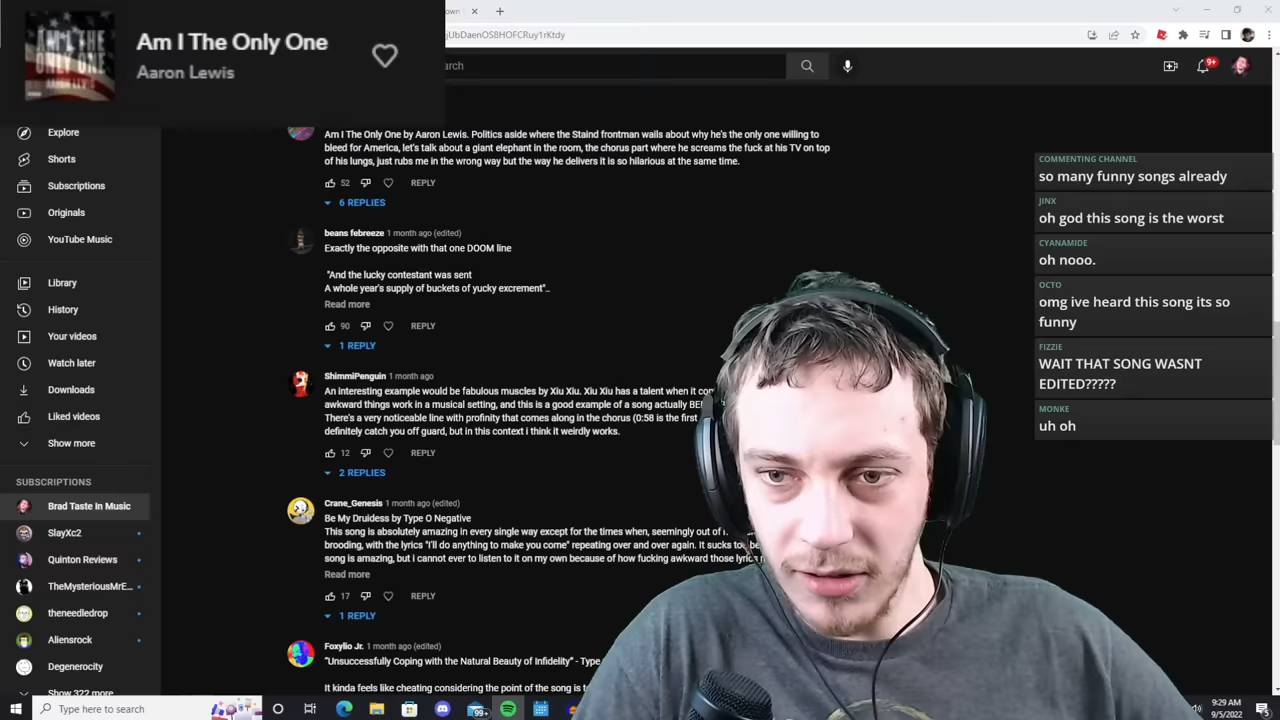 Am I The Only One
Aaron Lewis
AM I THE
ONLY ONE
AARON LEWIS
jUbDaenOS8HOFCRuy1rKtdy
rch
9+
Explore
Shorts
Subscriptions
Originals
YouTube Music
Library
History
Your videos
Watch later
Downloads
Liked videos
Show more
SUBSCRIPTIONS
Brad Taste In Music
SlayXc2
Quinton Reviews
TheMysteriousMrE...
theneedledrop
Aliensrock
Degenerocity
Show 322 more
Am I The Only One by Aaron Lewis. Politics aside where the Staind frontman wails about why he's the only one willing to
bleed for America, let's talk about a giant elephant in the room, the chorus part where he screams the fuck at his TV on top
of his lungs, just rubs me in the wrong way but the way he delivers it is so hilarious at the same time.
52 REPLY
6 REPLIES
beans febreeze 1 month ago (edited)
Exactly the opposite with that one DOOM line
"And the lucky contestant was sent
A whole year's supply of buckets of yucky excrement"..
Read more
90 REPLY
1 REPLY
ShimmiPenguin 1 month ago
An interesting example would be fabulous muscles by Xiu Xiu. Xiu Xiu has a talent when it
awkward things work in a musical setting, and this is a good example of a song actually
There's a very noticeable line with profinity that comes along in the chorus (0:58 is the first
definitely catch you off guard, but in this context i think it weirdly works.
12 REPLY
2 REPLIES
Crane_Genesis 1 month ago (edited)
Be My Druidess by Type O Negative
This song is absolutely amazing in every single way except for the times when, seemingly out of
brooding, with the lyrics "I'll do anything to make you come" repeating over and over again. It sucks
song is amazing, but i cannot ever to listen to it on my own because of how fucking awkward those
Read more
17 REPLY
1 REPLY
Foxylio Jr. 1 month ago (edited)
"Unsuccessfully Coping with the Natural Beauty of Infidelity" - Type
It kinda feels like cheating considering the point of the song is
COMMENTING CHANNEL
so many funny songs already
JINX
oh god this song is the worst
CYANAMIDE
oh nooo.
OCTO
omg ive heard this song its so
funny
FIZZIE
WAIT THAT SONG WASNT
EDITED?????
MONKE
uh oh
Type here to search
99+
9:29 AM
9/5/2022
5